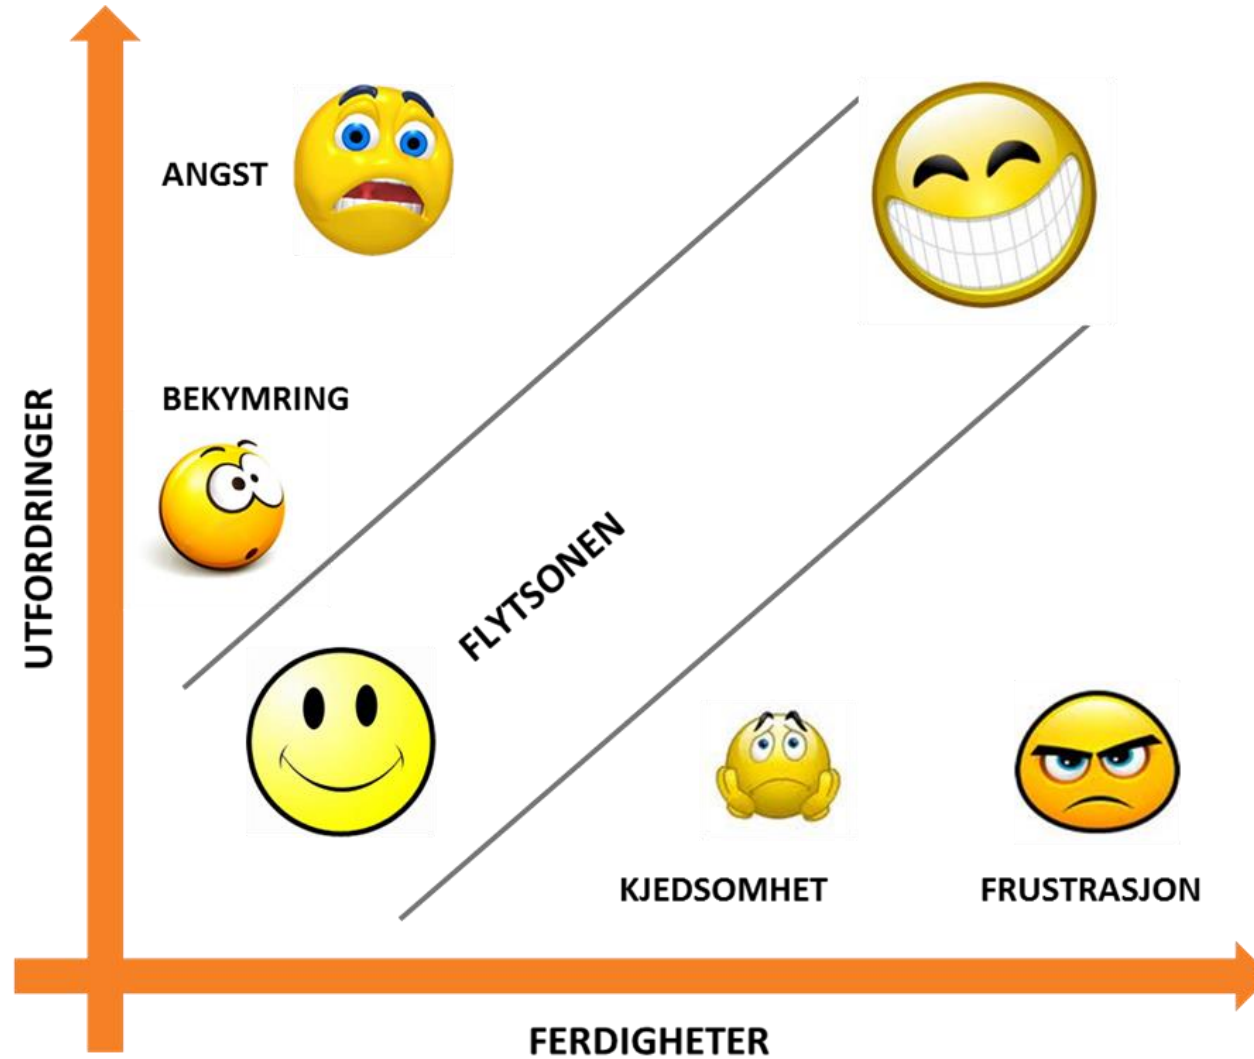 ANGST
BEKYMRING
UTFORDRINGER
FLYTSONEN
KJEDSOMHET
FRUSTRASJON
FERDIGHETER